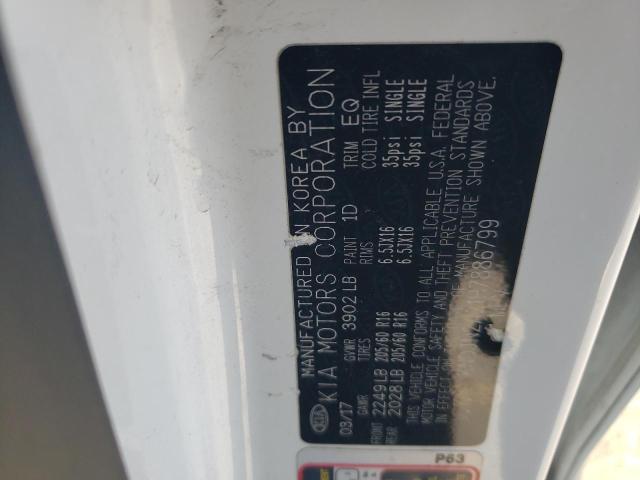 MANUFACTURED IN KOREA BY
KIA KIA MOTORS CORPORATION
03/17 GVWR 3902 LB PAINT 1D TRIM EQ
GAWR TIRES RIMS COLD TIRE INFL
FRONT 2249 LB 205/60 R16 6.5JX16 35psi SINGLE
REAR 2028 LB 205/60 R16 6.5JX16 35psi SINGLE
THIS VEHICLE CONFORMS TO ALL APPLICABLE U.S.A. FEDERAL
MOTOR VEHICLE SAFETY AND THEFT PREVENTION STANDARDS
IN EFFECT ON MANUFACTURE SHOWN ABOVE.
886799
P63